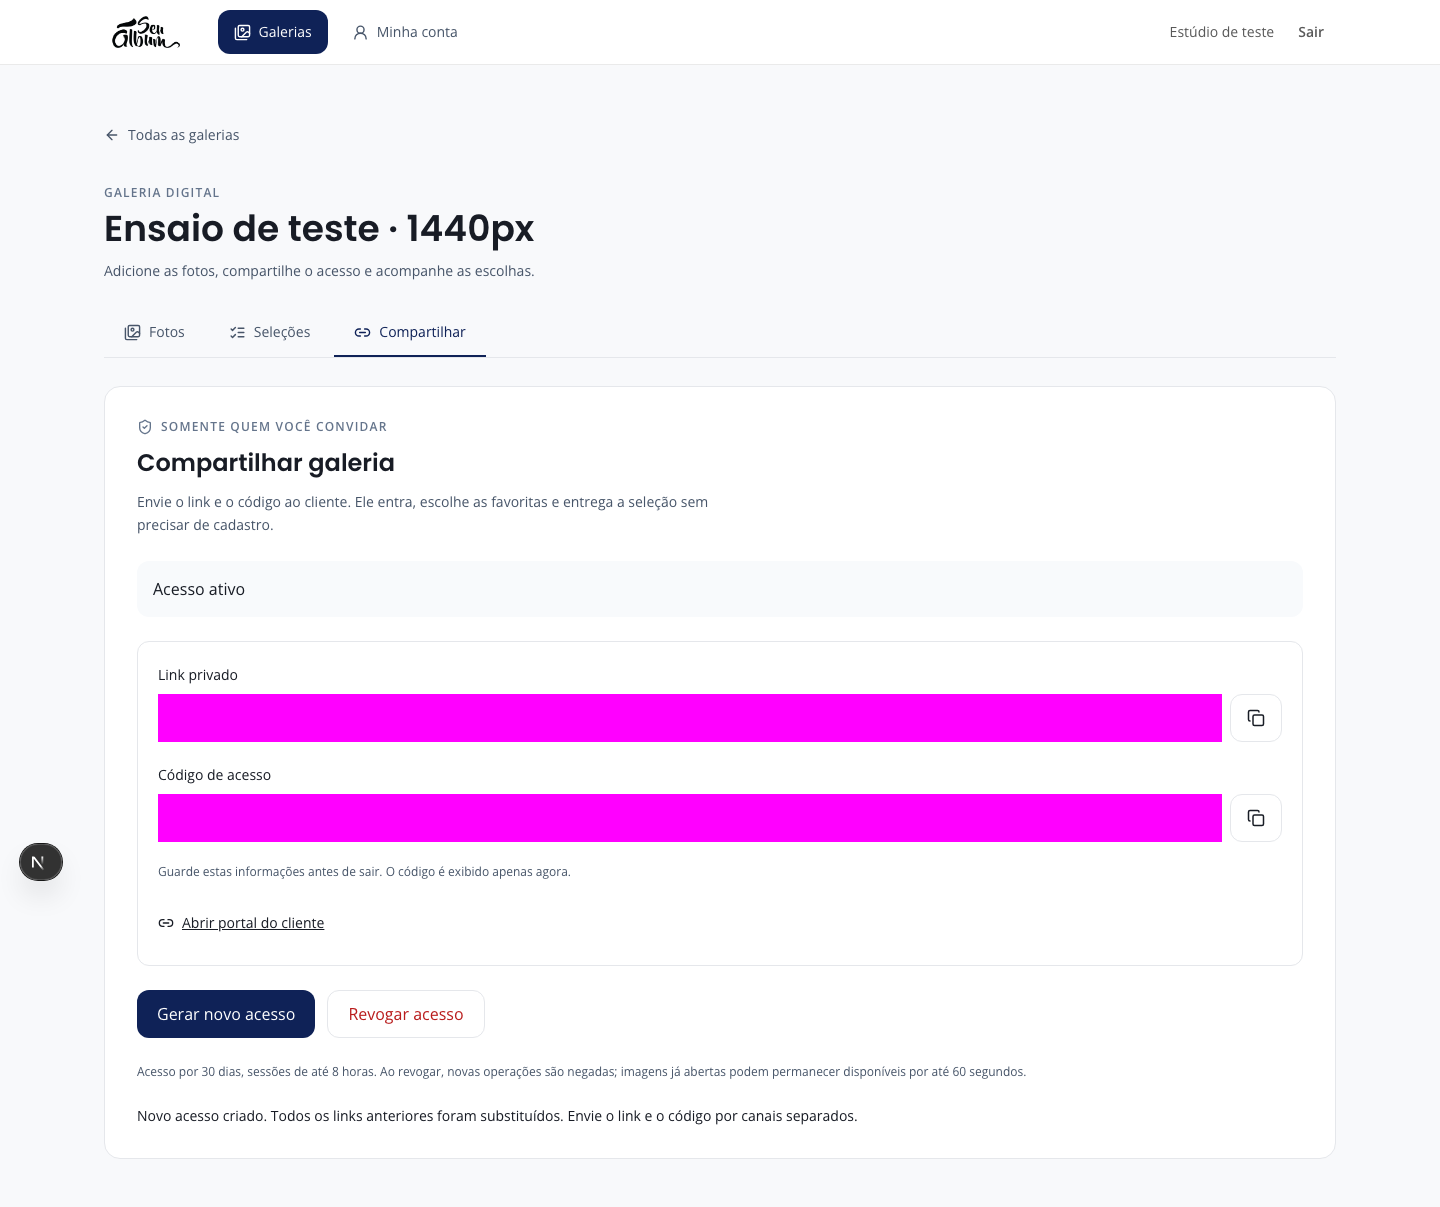 Seu Álbum
Galerias
Minha conta
Estúdio de teste
Sair
Todas as galerias
GALERIA DIGITAL
Ensaio de teste · 1440px
Adicione as fotos, compartilhe o acesso e acompanhe as escolhas.
Fotos
Seleções
Compartilhar
SOMENTE QUEM VOCÊ CONVIDAR
Compartilhar galeria
Envie o link e o código ao cliente. Ele entra, escolhe as favoritas e entrega a seleção sem
precisar de cadastro.
Acesso ativo
Link privado
Código de acesso
Guarde estas informações antes de sair. O código é exibido apenas agora.
N
Abrir portal do cliente
Gerar novo acesso
Revogar acesso
Acesso por 30 dias, sessões de até 8 horas. Ao revogar, novas operações são negadas; imagens já abertas podem permanecer disponíveis por até 60 segundos.
Novo acesso criado. Todos os links anteriores foram substituídos. Envie o link e o código por canais separados.